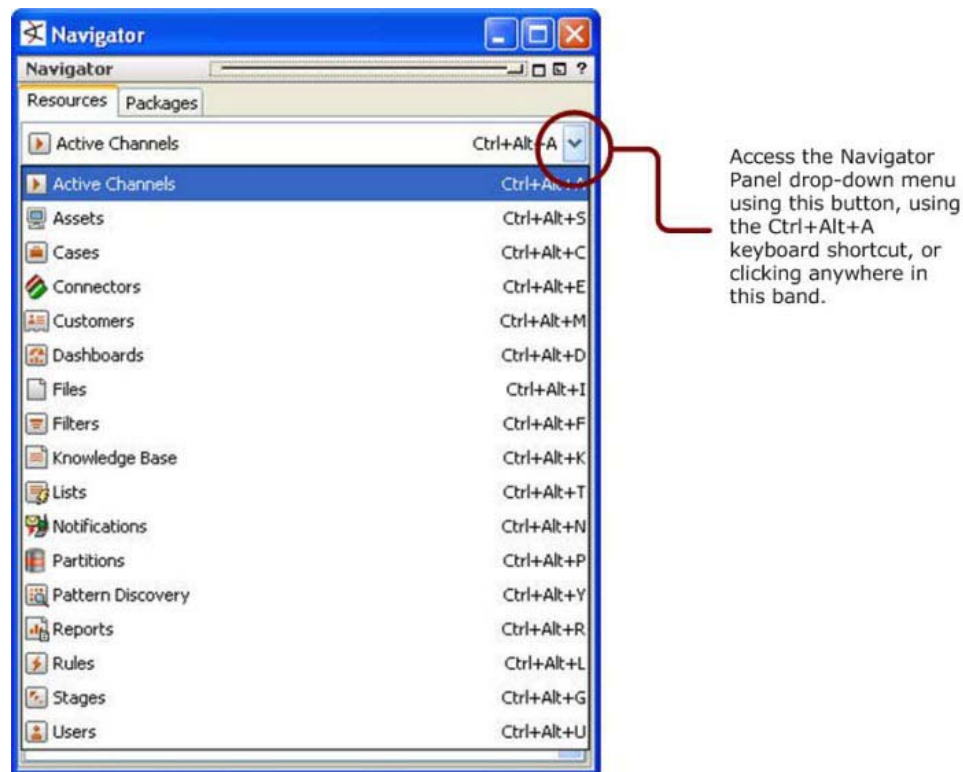 Navigator
Navigator ?
Resources Packages
Active Channels Ctrl+Alt+A
Active Channels Ctrl+Alt+A
Assets Ctrl+Alt+S
Cases Ctrl+Alt+C
Connectors Ctrl+Alt+E
Customers Ctrl+Alt+M
Dashboards Ctrl+Alt+D
Files Ctrl+Alt+I
Filters Ctrl+Alt+F
Knowledge Base Ctrl+Alt+K
Lists Ctrl+Alt+T
Notifications Ctrl+Alt+N
Partitions Ctrl+Alt+P
Pattern Discovery Ctrl+Alt+Y
Reports Ctrl+Alt+R
Rules Ctrl+Alt+L
Stages Ctrl+Alt+G
Users Ctrl+Alt+U
Access the Navigator
Panel drop-down menu
using this button, using
the Ctrl+Alt+A
keyboard shortcut, or
clicking anywhere in
this band.